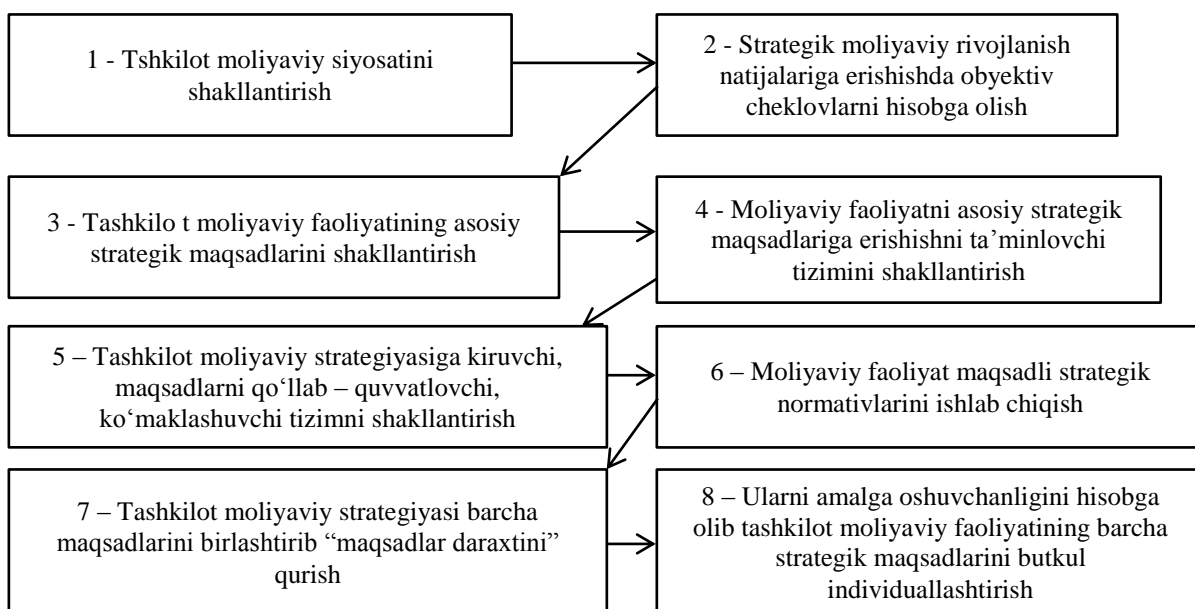 1 - Tshkilot moliyaviy siyosatini
shakllantirish
2 - Strategik moliyaviy rivojlanish
natijalariga erishishda obyektiv
cheklovlarni hisobga olish
3 - Tashkilo t moliyaviy faoliyatining asosiy
strategik maqsadlarini shakllantirish
4 - Moliyaviy faoliyatni asosiy strategik
maqsadlariga erishishni ta’minlovchi
tizimini shakllantirish
5 – Tashkilot moliyaviy strategiyasiga kiruvchi,
maqsadlarni qo‘llab – quvvatlovchi,
ko‘maklashuvchi tizimni shakllantirish
6 – Moliyaviy faoliyat maqsadli strategik
normativlarini ishlab chiqish
7 – Tashkilot moliyaviy strategiyasi barcha
maqsadlarini birlashtirib “maqsadlar daraxtini”
qurish
8 – Ularni amalga oshuvchanligini hisobga
olib tashkilot moliyaviy faoliyatining barcha
strategik maqsadlarini butkul
individuallashtirish